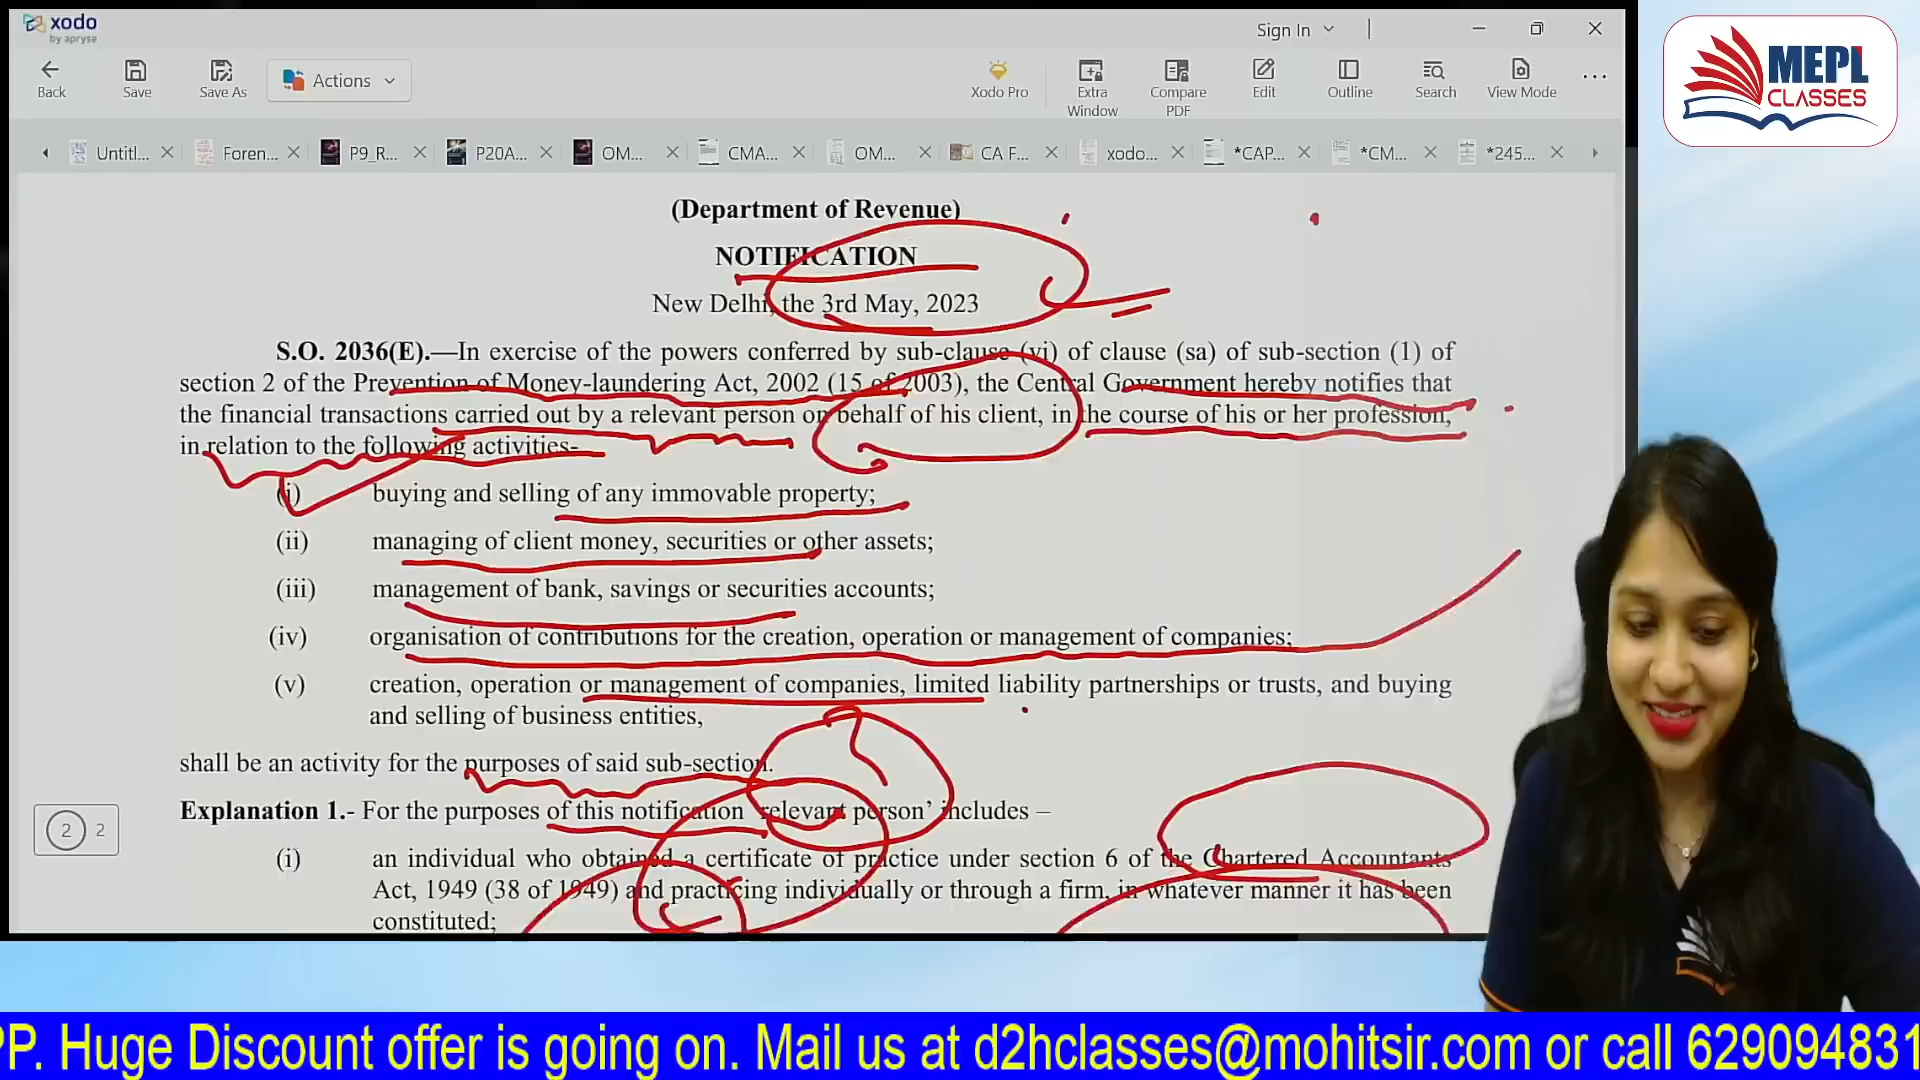 xodo
by apryse
Sign In
Back
Save
Save As
Actions
Xodo Pro
Extra Window
Compare PDF
Edit
Outline
Search
View Mode
Untitl...
Foren...
P9_R...
P20A...
OM...
CMA...
OM...
CA F...
xodo...
*CAP...
*CM...
*245...
MEPL
CLASSES
(Department of Revenue)
NOTIFICATION
New Delhi, the 3rd May, 2023
S.O. 2036(E).—In exercise of the powers conferred by sub-clause (vi) of clause (sa) of sub-section (1) of
section 2 of the Prevention of Money-laundering Act, 2002 (15 of 2003), the Central Government hereby notifies that
the financial transactions carried out by a relevant person on behalf of his client, in the course of his or her profession,
in relation to the following activities-
(i) buying and selling of any immovable property;
(ii) managing of client money, securities or other assets;
(iii) management of bank, savings or securities accounts;
(iv) organisation of contributions for the creation, operation or management of companies;
(v) creation, operation or management of companies, limited liability partnerships or trusts, and buying
and selling of business entities,
shall be an activity for the purposes of said sub-section.
Explanation 1.- For the purposes of this notification 'relevant person' includes –
(i) an individual who obtained a certificate of practice under section 6 of the Chartered Accountants
Act, 1949 (38 of 1949) and practicing individually or through a firm, in whatever manner it has been
constituted;
2 2
PP. Huge Discount offer is going on. Mail us at d2hclasses@mohitsir.com or call 629094831